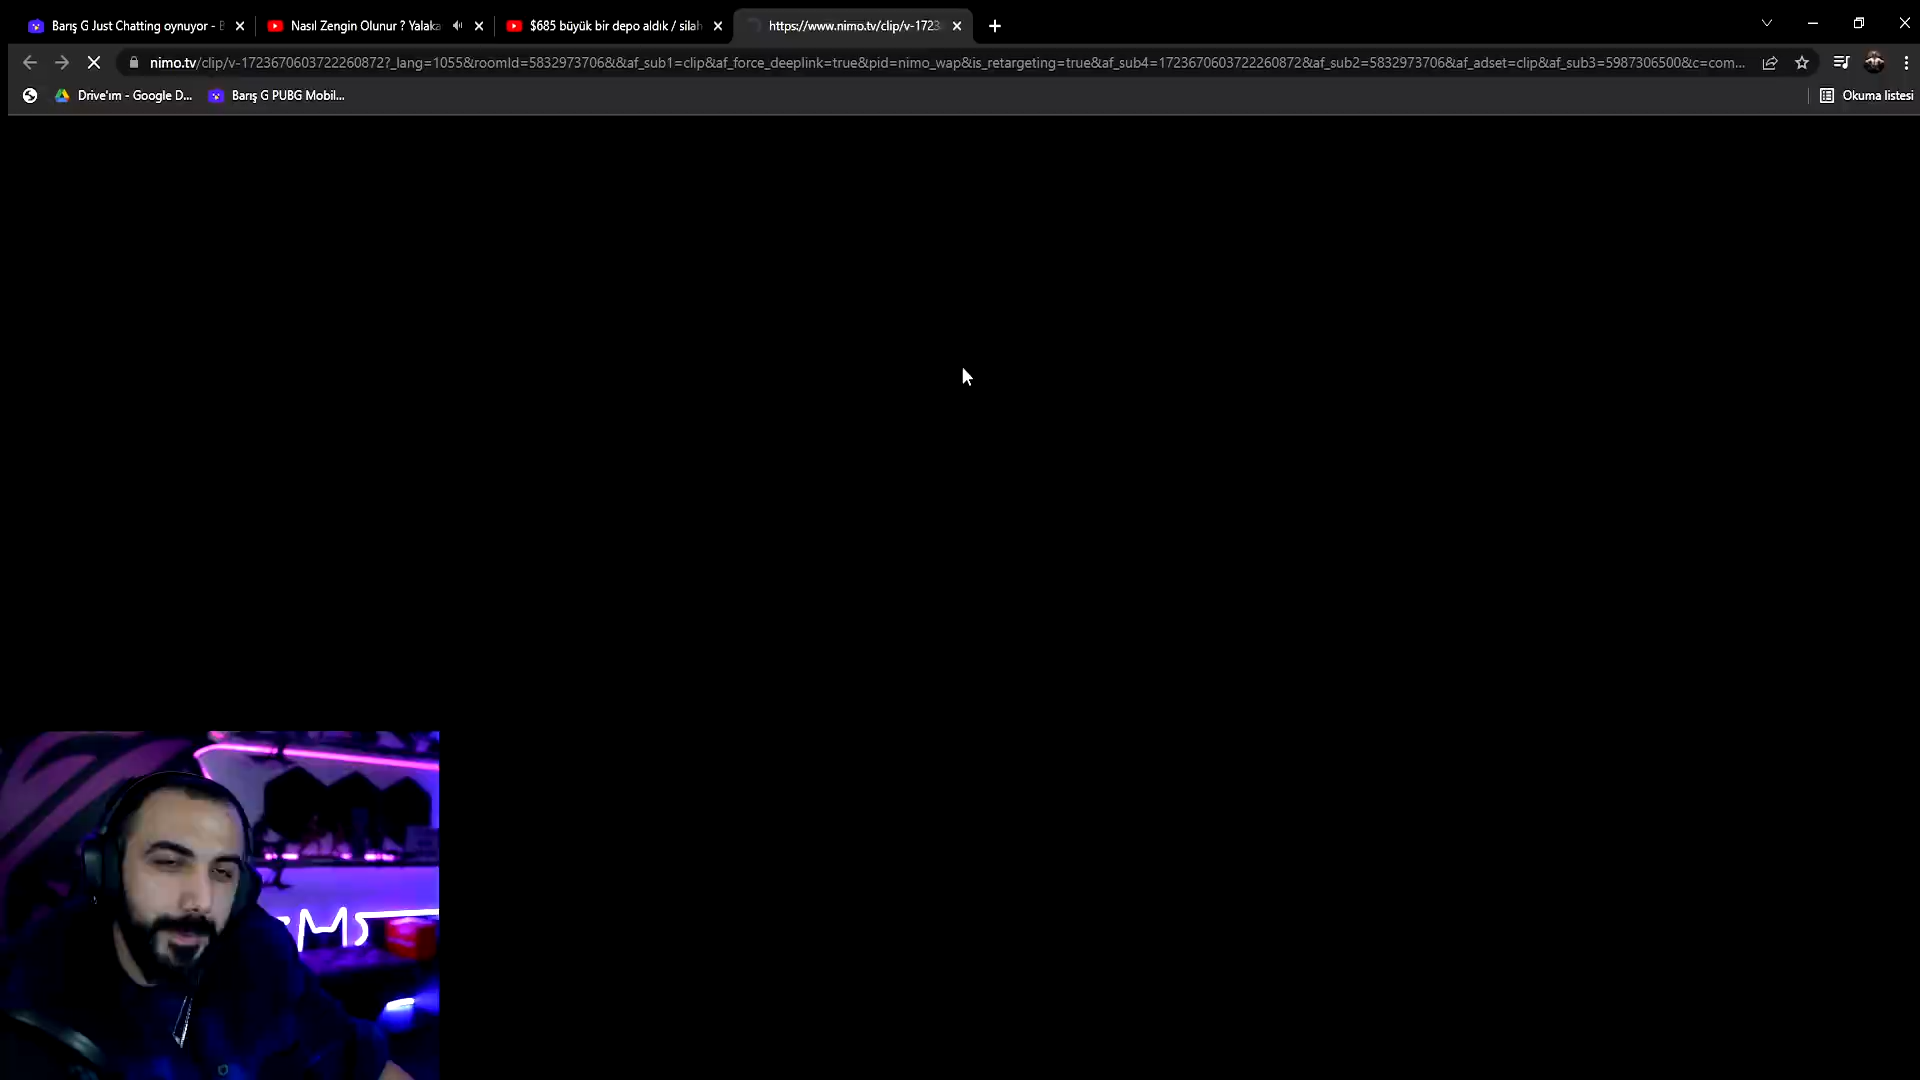 Barış G Just Chatting oynuyor - B
Nasıl Zengin Olunur ? Yalaka
$685 büyük bir depo aldık / silah
https://www.nimo.tv/clip/v-1723
nimo.tv/clip/v-1723670603722260872?_lang=1055&roomId=5832973706&&af_sub1=clip&af_force_deeplink=true&pid=nimo_wap&is_retargeting=true&af_sub4=1723670603722260872&af_sub2=5832973706&af_adset=clip&af_sub3=5987306500&c=com...
Drive'ım - Google D...
Barış G PUBG Mobil...
Okuma listesi